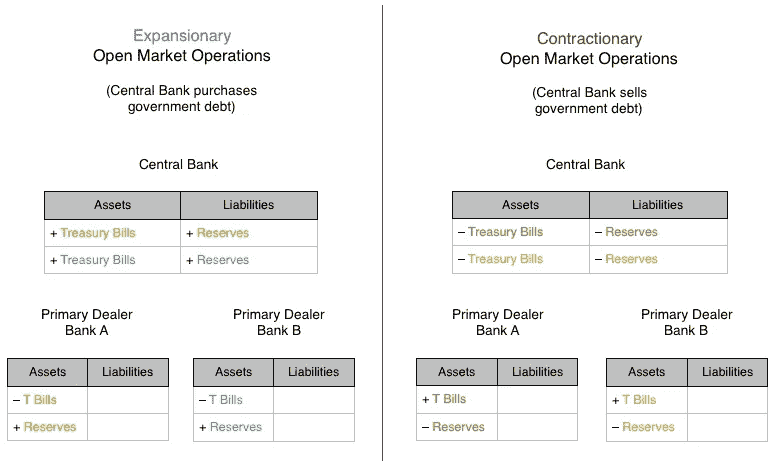 Expansionary
Open Market Operations
(Central Bank purchases
government debt)
Central Bank
Assets Liabilities
+ Treasury Bills + Reserves
+ Treasury Bills + Reserves
Primary Dealer
Bank A
Assets Liabilities
– T Bills
+ Reserves
Primary Dealer
Bank B
Assets Liabilities
– T Bills
+ Reserves
Contractionary
Open Market Operations
(Central Bank sells
government debt)
Central Bank
Assets Liabilities
– Treasury Bills – Reserves
– Treasury Bills – Reserves
Primary Dealer
Bank A
Assets Liabilities
+ T Bills
– Reserves
Primary Dealer
Bank B
Assets Liabilities
+ T Bills
– Reserves